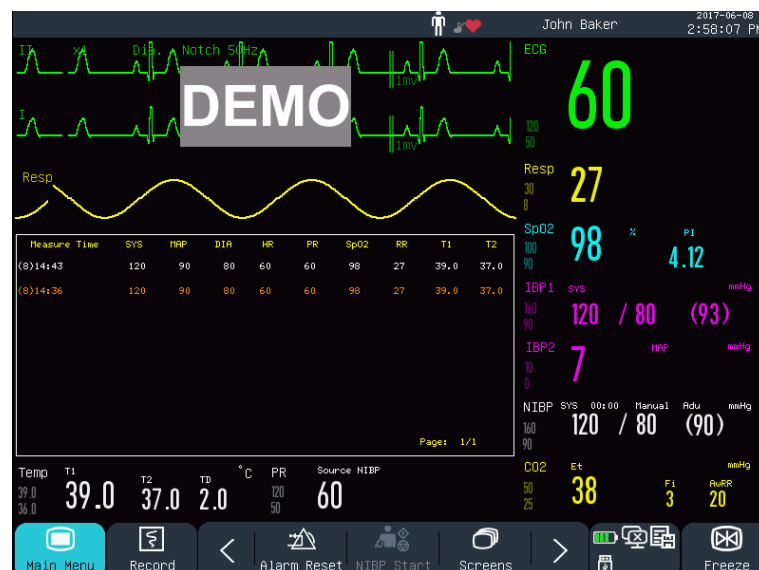 John Baker
2017-06-08
2:58:07 PM
II x1 Dia. Notch 50Hz
1mv
DEMO
I
1mv
Resp
ECG
120
50
60
Resp
30
8
27
SpO2
100
90
98 %
PI
4.12
IBP1 SYS mmHg
160
90
120 / 80 (93)
IBP2 MAP mmHg
10
0
7
NIBP SYS 00:00 Manual Adu mmHg
160
90
120 / 80 (90)
CO2 Et mmHg
50
25
38
Fi
3
AwRR
20
Measure Time SYS MAP DIA HR PR SpO2 RR T1 T2
(8)14:43 120 90 80 60 60 98 27 39.0 37.0
(8)14:36 120 90 80 60 60 98 27 39.0 37.0
Page: 1/1
Temp T1 T2 TD °C
39.0
36.0
39.0 37.0 2.0
PR Source NIBP
120
50
60
Main Menu
Record
Alarm Reset
NIBP Start
Screens
Freeze